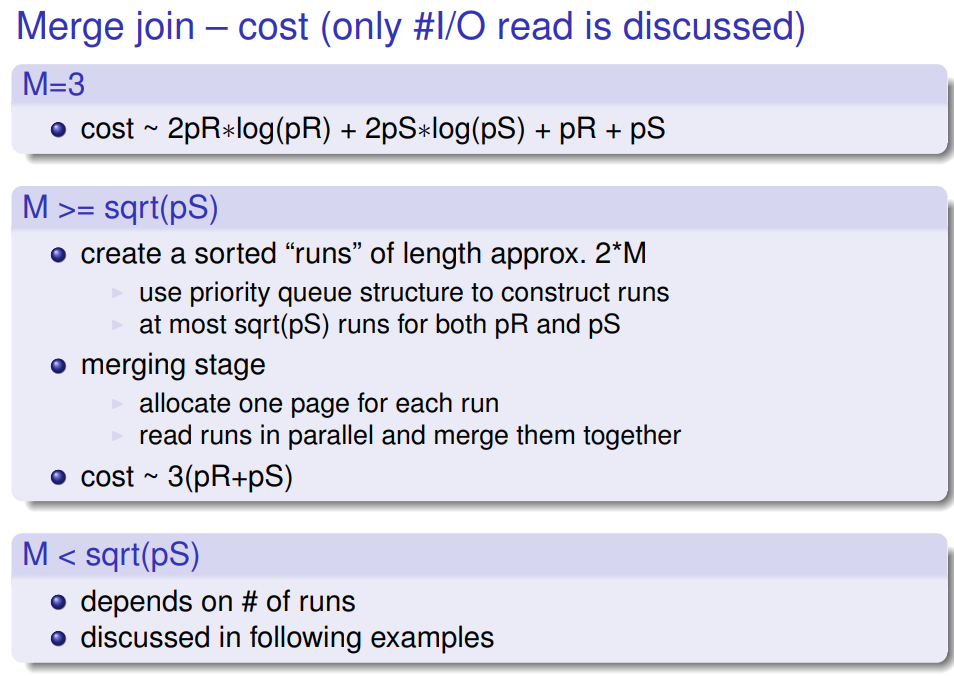 Merge join – cost (only #I/O read is discussed)
M=3
cost ~ 2pR∗log(pR) + 2pS∗log(pS) + pR + pS
M >= sqrt(pS)
create a sorted “runs” of length approx. 2*M
use priority queue structure to construct runs
at most sqrt(pS) runs for both pR and pS
merging stage
allocate one page for each run
read runs in parallel and merge them together
cost ~ 3(pR+pS)
M < sqrt(pS)
depends on # of runs
discussed in following examples